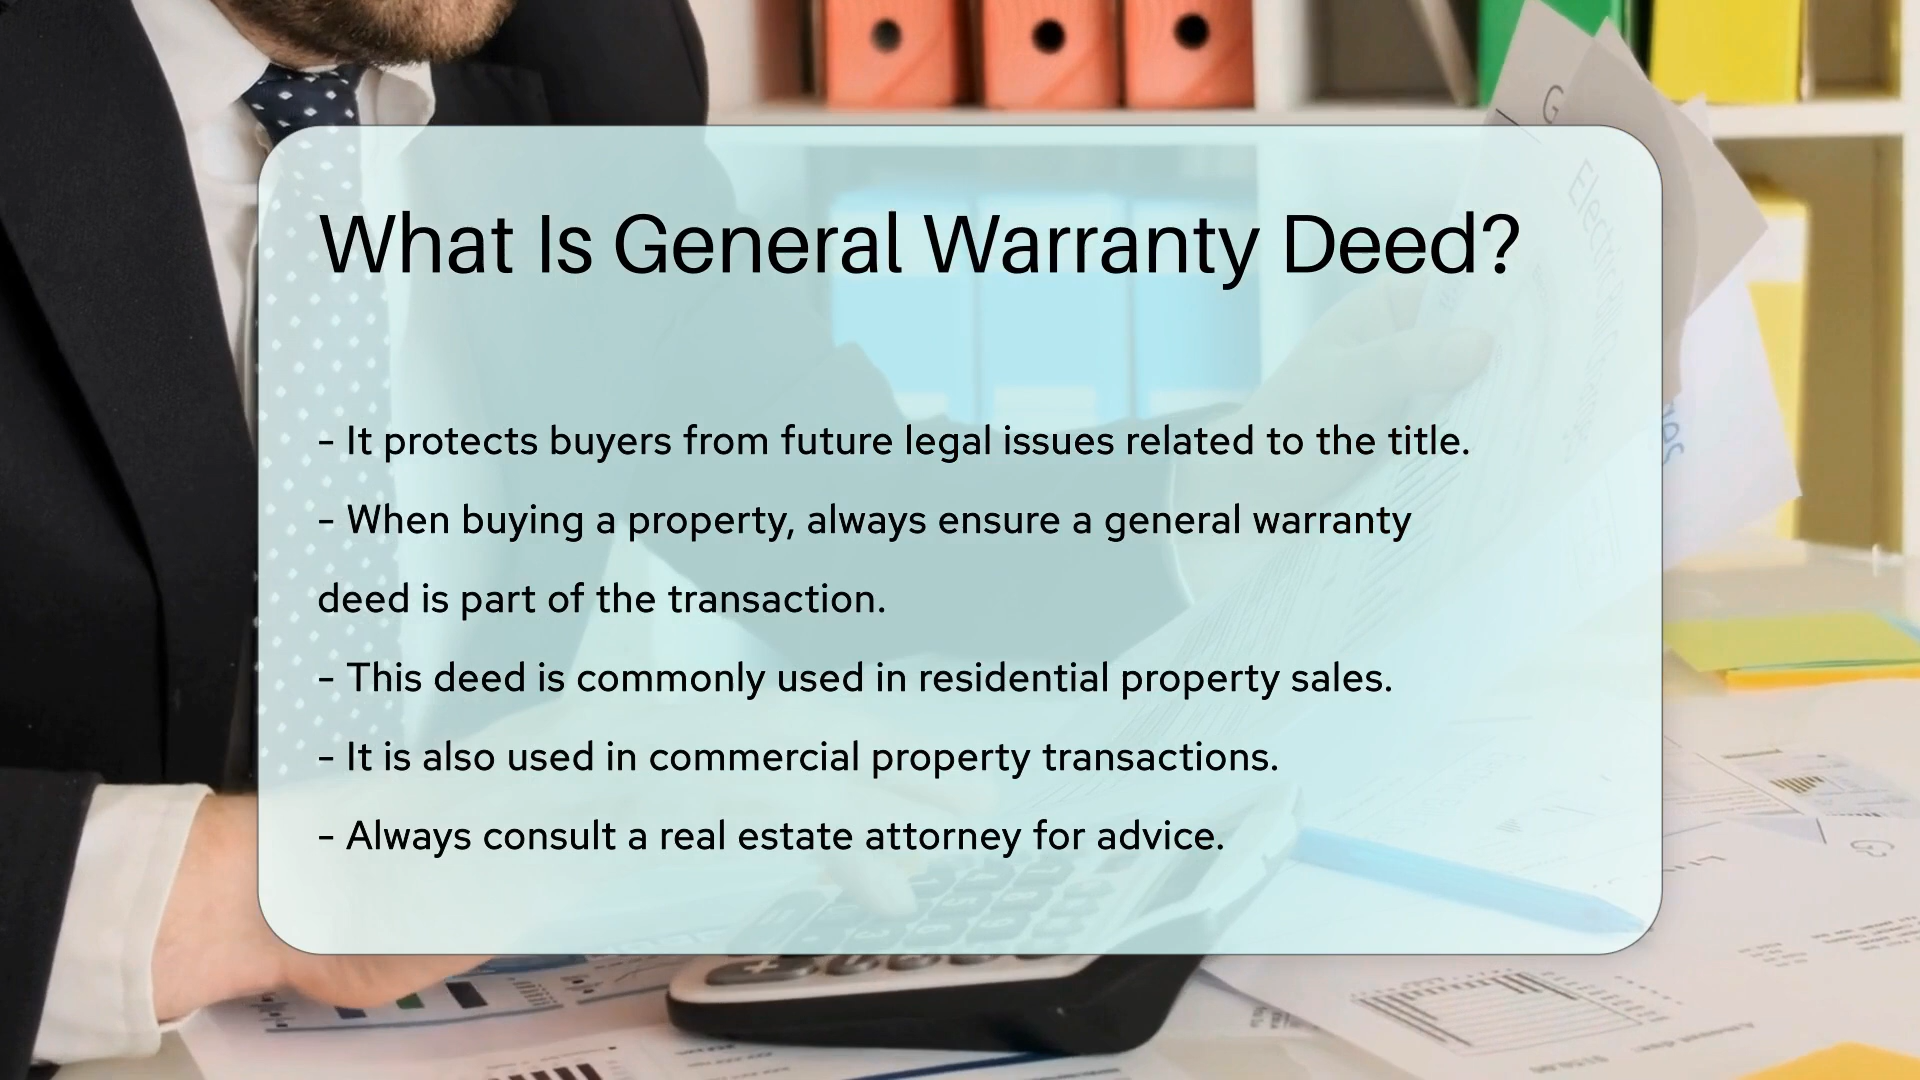 What Is General Warranty Deed?
- It protects buyers from future legal issues related to the title.
- When buying a property, always ensure a general warranty
deed is part of the transaction.
- This deed is commonly used in residential property sales.
- It is also used in commercial property transactions.
- Always consult a real estate attorney for advice.